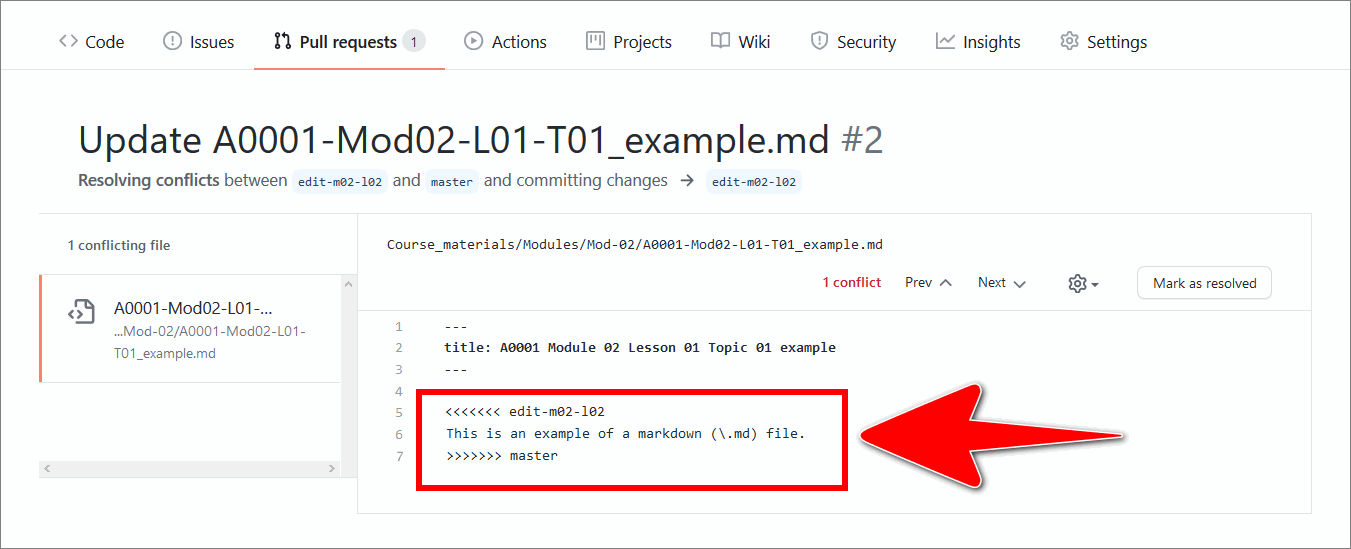 Code Issues Pull requests 1 Actions Projects Wiki Security Insights Settings
Update A0001-Mod02-L01-T01_example.md #2
Resolving conflicts between edit-m02-l02 and master and committing changes → edit-m02-l02
1 conflicting file
A0001-Mod02-L01-...
...Mod-02/A0001-Mod02-L01-
T01_example.md
Course_materials/Modules/Mod-02/A0001-Mod02-L01-T01_example.md
1 conflict Prev Next Mark as resolved
1 ---
2 title: A0001 Module 02 Lesson 01 Topic 01 example
3 ---
4
5 <<<<<<< edit-m02-l02
6 This is an example of a markdown (\.md) file.
7 >>>>>>> master